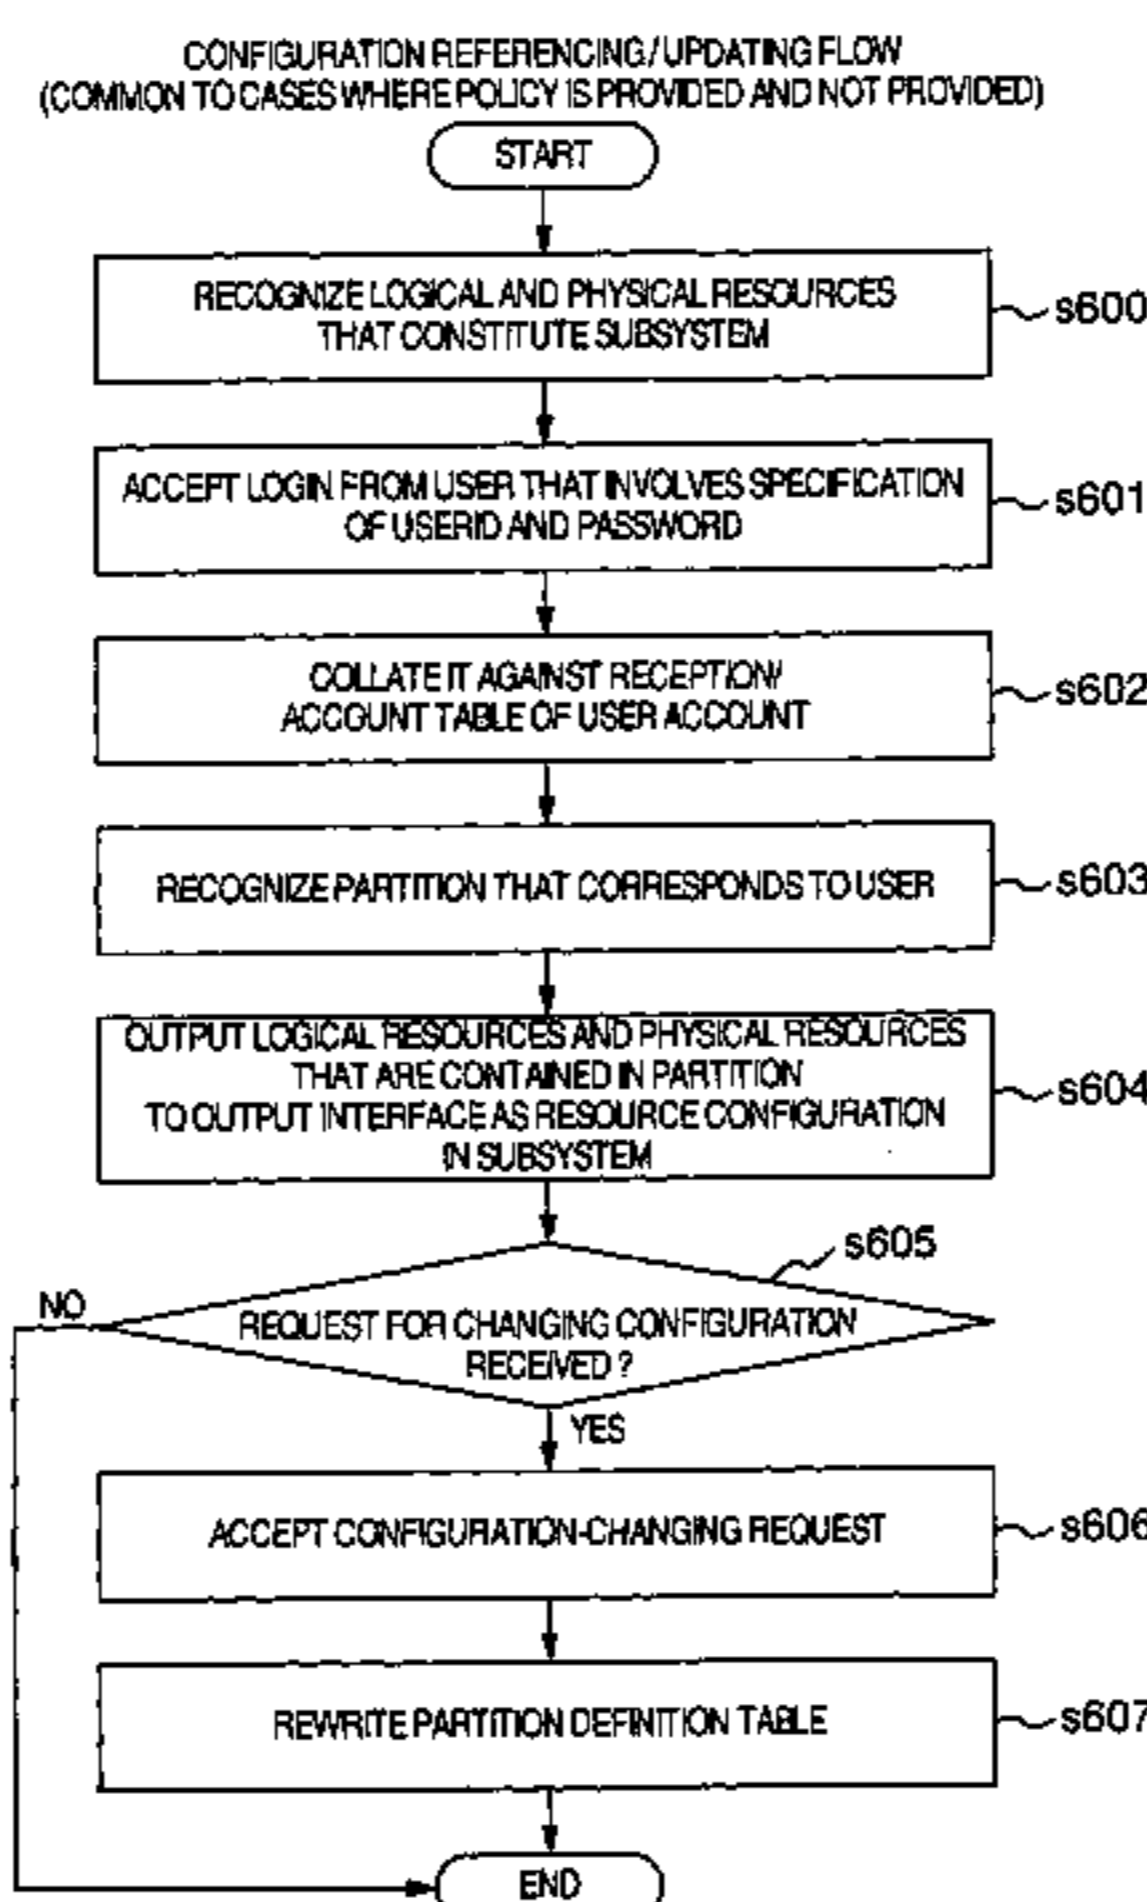 CONFIGURATION REFERENCING/UPDATING FLOW
(COMMON TO CASES WHERE POLICY IS PROVIDED AND NOT PROVIDED)
START
RECOGNIZE LOGICAL AND PHYSICAL RESOURCES
THAT CONSTITUTE SUBSYSTEM
s600
ACCEPT LOGIN FROM USER THAT INVOLVES SPECIFICATION
OF USERID AND PASSWORD
s601
COLLATE IT AGAINST RECEPTION/
ACCOUNT TABLE OF USER ACCOUNT
s602
RECOGNIZE PARTITION THAT CORRESPONDS TO USER
s603
OUTPUT LOGICAL RESOURCES AND PHYSICAL RESOURCES
THAT ARE CONTAINED IN PARTITION
TO OUTPUT INTERFACE AS RESOURCE CONFIGURATION
IN SUBSYSTEM
s604
s605
NO
REQUEST FOR CHANGING CONFIGURATION
RECEIVED ?
YES
ACCEPT CONFIGURATION-CHANGING REQUEST
s606
REWRITE PARTITION DEFINITION TABLE
s607
END